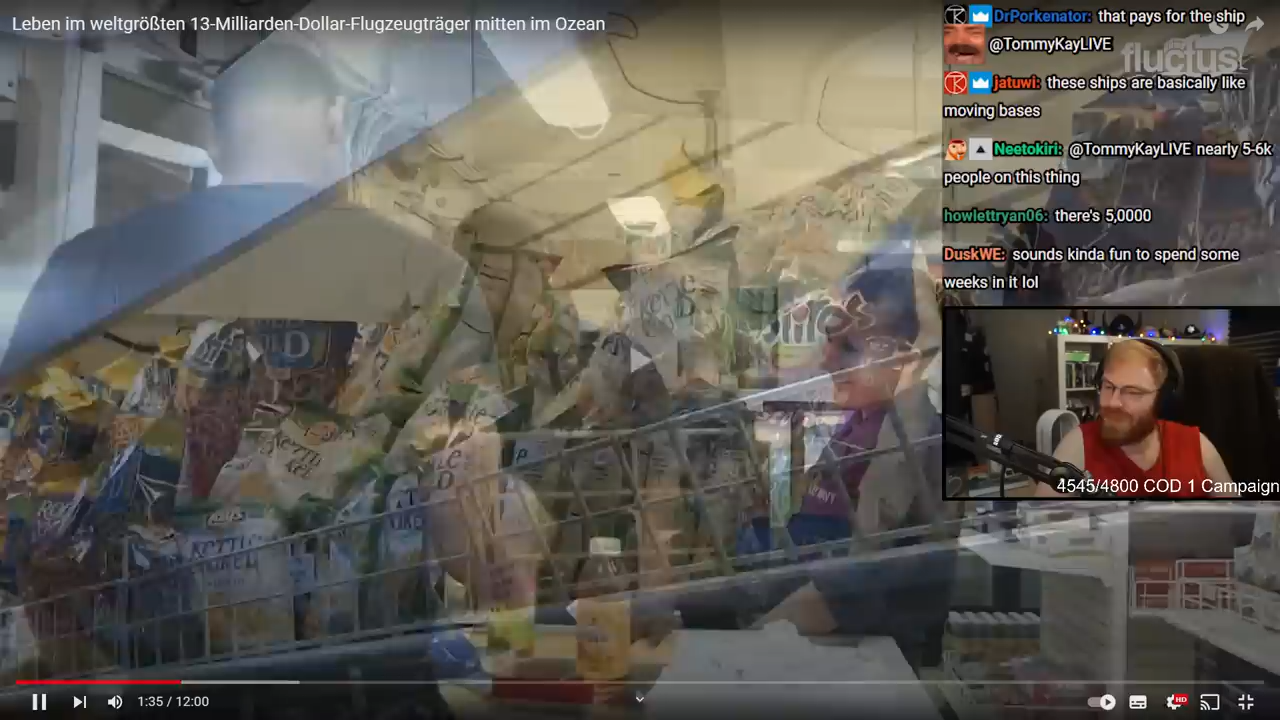 Leben im weltgrößten 13-Milliarden-Dollar-Flugzeugträger mitten im Ozean
fluctus
DrPorkenator: that pays for the ship
@TommyKayLIVE
jatuwi: these ships are basically like
moving bases
Neetokiri: @TommyKayLIVE nearly 5-6k
people on this thing
howlettryan06: there's 5,0000
DuskWE: sounds kinda fun to spend some
weeks in it lol
4545/4800 COD 1 Campaign
KETTLE
1:35 / 12:00
HD